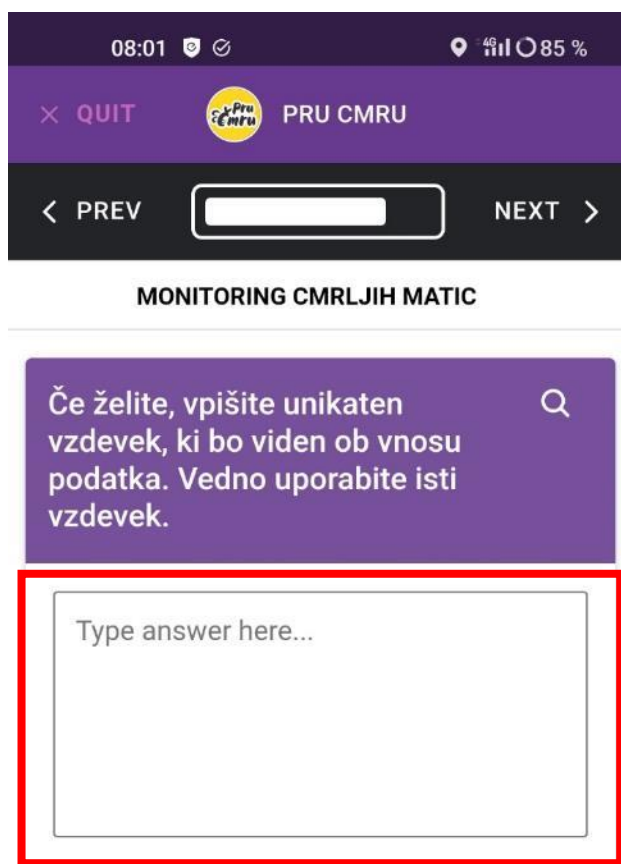 08:01 4G 85 %
QUIT Pru Cmru PRU CMRU
PREV NEXT
MONITORING CMRLJIH MATIC
Če želite, vpišite unikaten
vzdevek, ki bo viden ob vnosu
podatka. Vedno uporabite isti
vzdevek.
Type answer here...